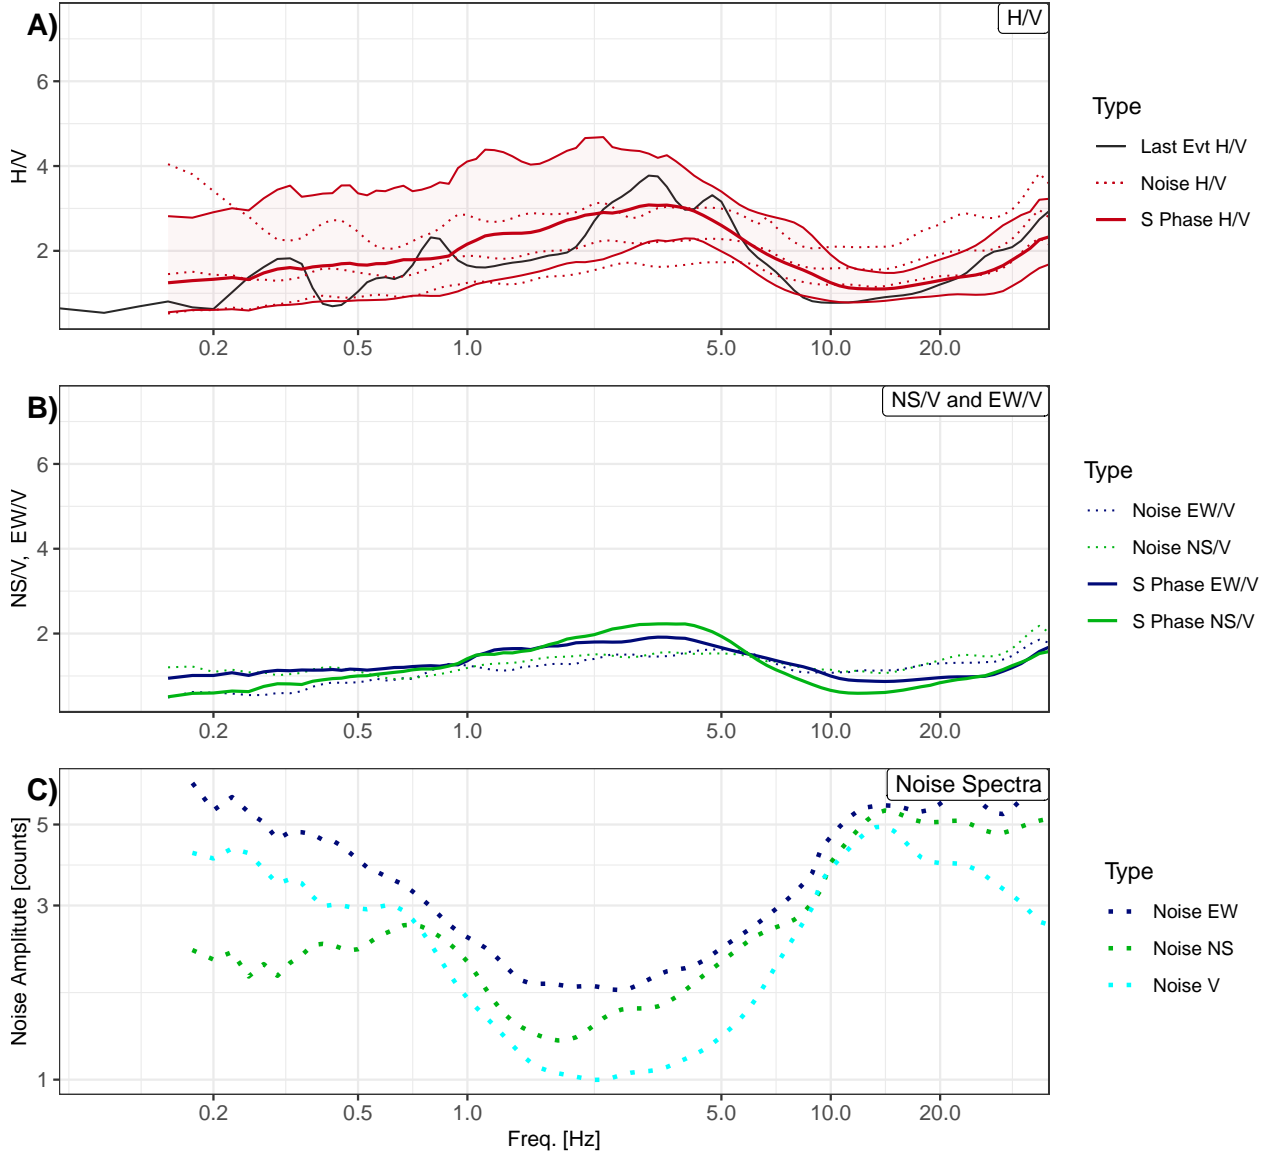 A)
H/V
H/V
6
4
2
0.2 0.5 1.0 5.0 10.0 20.0
Type
Last Evt H/V
Noise H/V
S Phase H/V
B)
NS/V and EW/V
NS/V, EW/V
6
4
2
0.2 0.5 1.0 5.0 10.0 20.0
Type
Noise EW/V
Noise NS/V
S Phase EW/V
S Phase NS/V
C)
Noise Spectra
Noise Amplitude [counts]
5
3
1
0.2 0.5 1.0 5.0 10.0 20.0
Freq. [Hz]
Type
Noise EW
Noise NS
Noise V